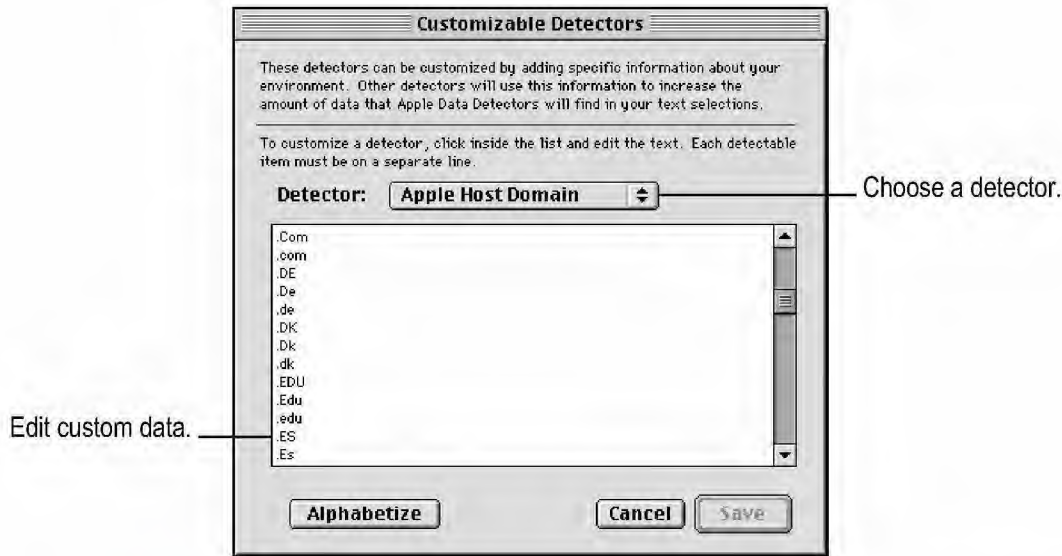 Customizable Detectors
These detectors can be customized by adding specific information about your
environment. Other detectors will use this information to increase the
amount of data that Apple Data Detectors will find in your text selections.
To customize a detector, click inside the list and edit the text. Each detectable
item must be on a separate line.
Detector: Apple Host Domain
Choose a detector.
.Com
.com
.DE
.De
.de
.DK
.Dk
.dk
.EDU
.Edu
.edu
Edit custom data.
.ES
.Es
Alphabetize Cancel Save